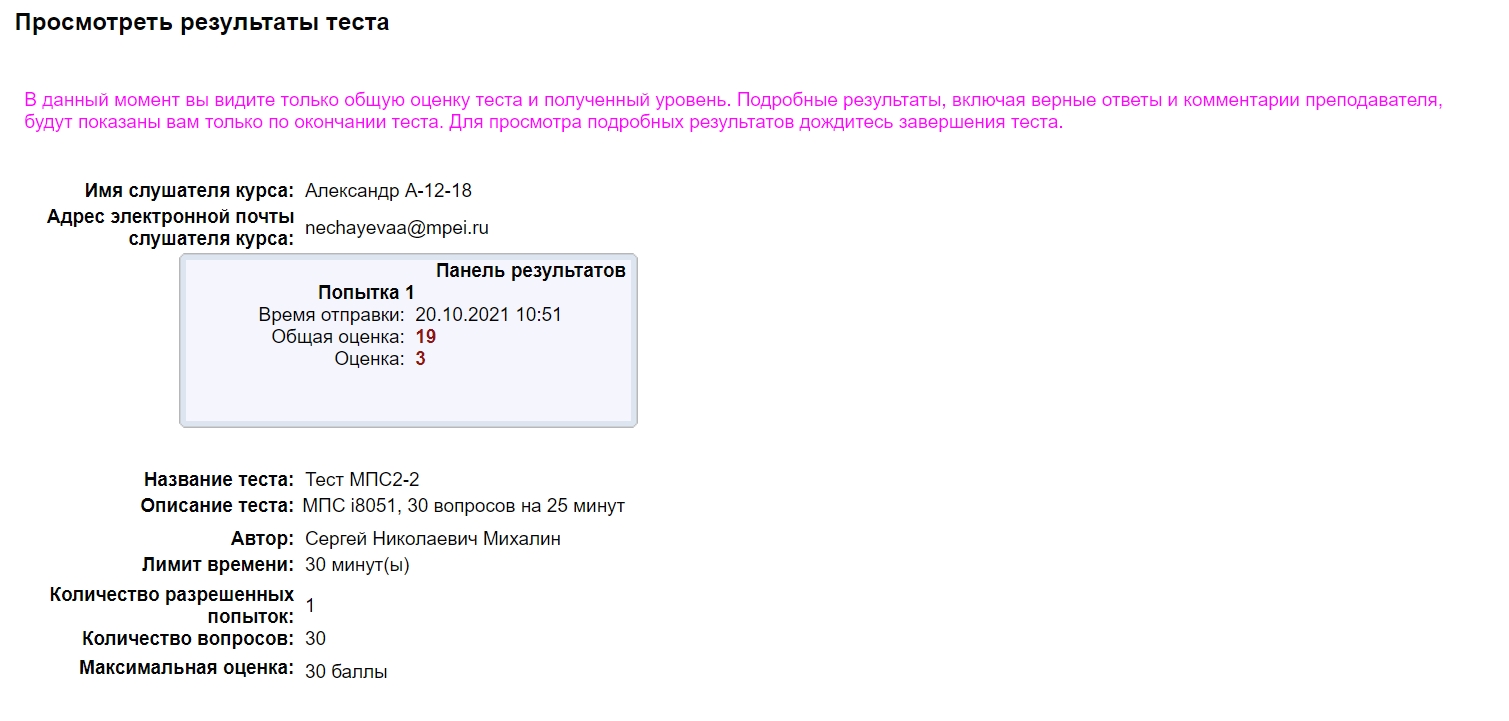 Просмотреть результаты теста
В данный момент вы видите только общую оценку теста и полученный уровень. Подробные результаты, включая верные ответы и комментарии преподавателя,
будут показаны вам только по окончании теста. Для просмотра подробных результатов дождитесь завершения теста.
Имя слушателя курса: Александр А-12-18
Адрес электронной почты
слушателя курса: nechayevaa@mpei.ru
Панель результатов
Попытка 1
Время отправки: 20.10.2021 10:51
Общая оценка: 19
Оценка: 3
Название теста: Тест МПС2-2
Описание теста: МПС i8051, 30 вопросов на 25 минут
Автор: Сергей Николаевич Михалин
Лимит времени: 30 минут(ы)
Количество разрешенных
попыток: 1
Количество вопросов: 30
Максимальная оценка: 30 баллы